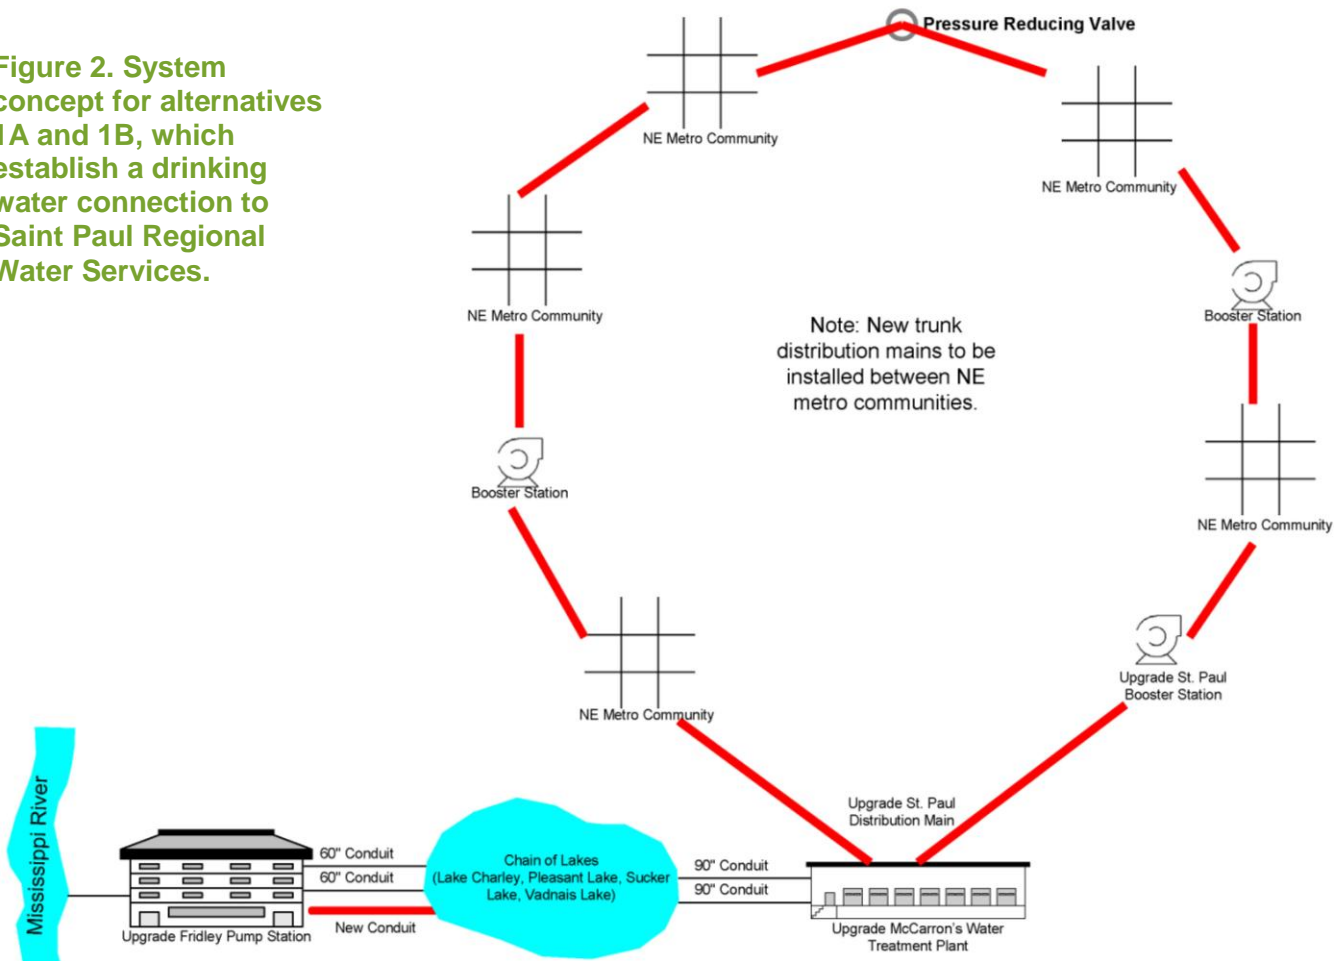 Figure 2. System
concept for alternatives
1A and 1B, which
establish a drinking
water connection to
Saint Paul Regional
Water Services.
Pressure Reducing Valve
NE Metro Community
NE Metro Community
NE Metro Community
Booster Station
Note: New trunk
distribution mains to be
installed between NE
metro communities.
Booster Station
NE Metro Community
NE Metro Community
Upgrade St. Paul
Booster Station
Mississippi River
Upgrade St. Paul
Distribution Main
60" Conduit
60" Conduit
New Conduit
Upgrade Fridley Pump Station
Chain of Lakes
(Lake Charley, Pleasant Lake, Sucker
Lake, Vadnais Lake)
90" Conduit
90" Conduit
Upgrade McCarron's Water
Treatment Plant